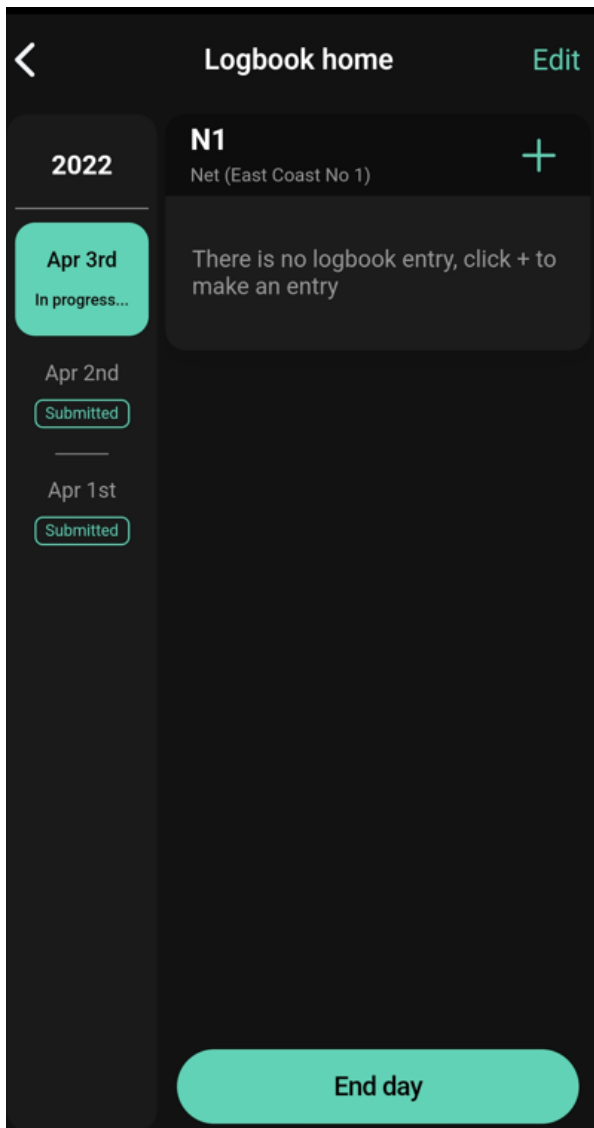 Logbook home
Edit
2022
Apr 3rd
In progress...
Apr 2nd
Submitted
Apr 1st
Submitted
N1
Net (East Coast No 1)
There is no logbook entry, click + to
make an entry
End day